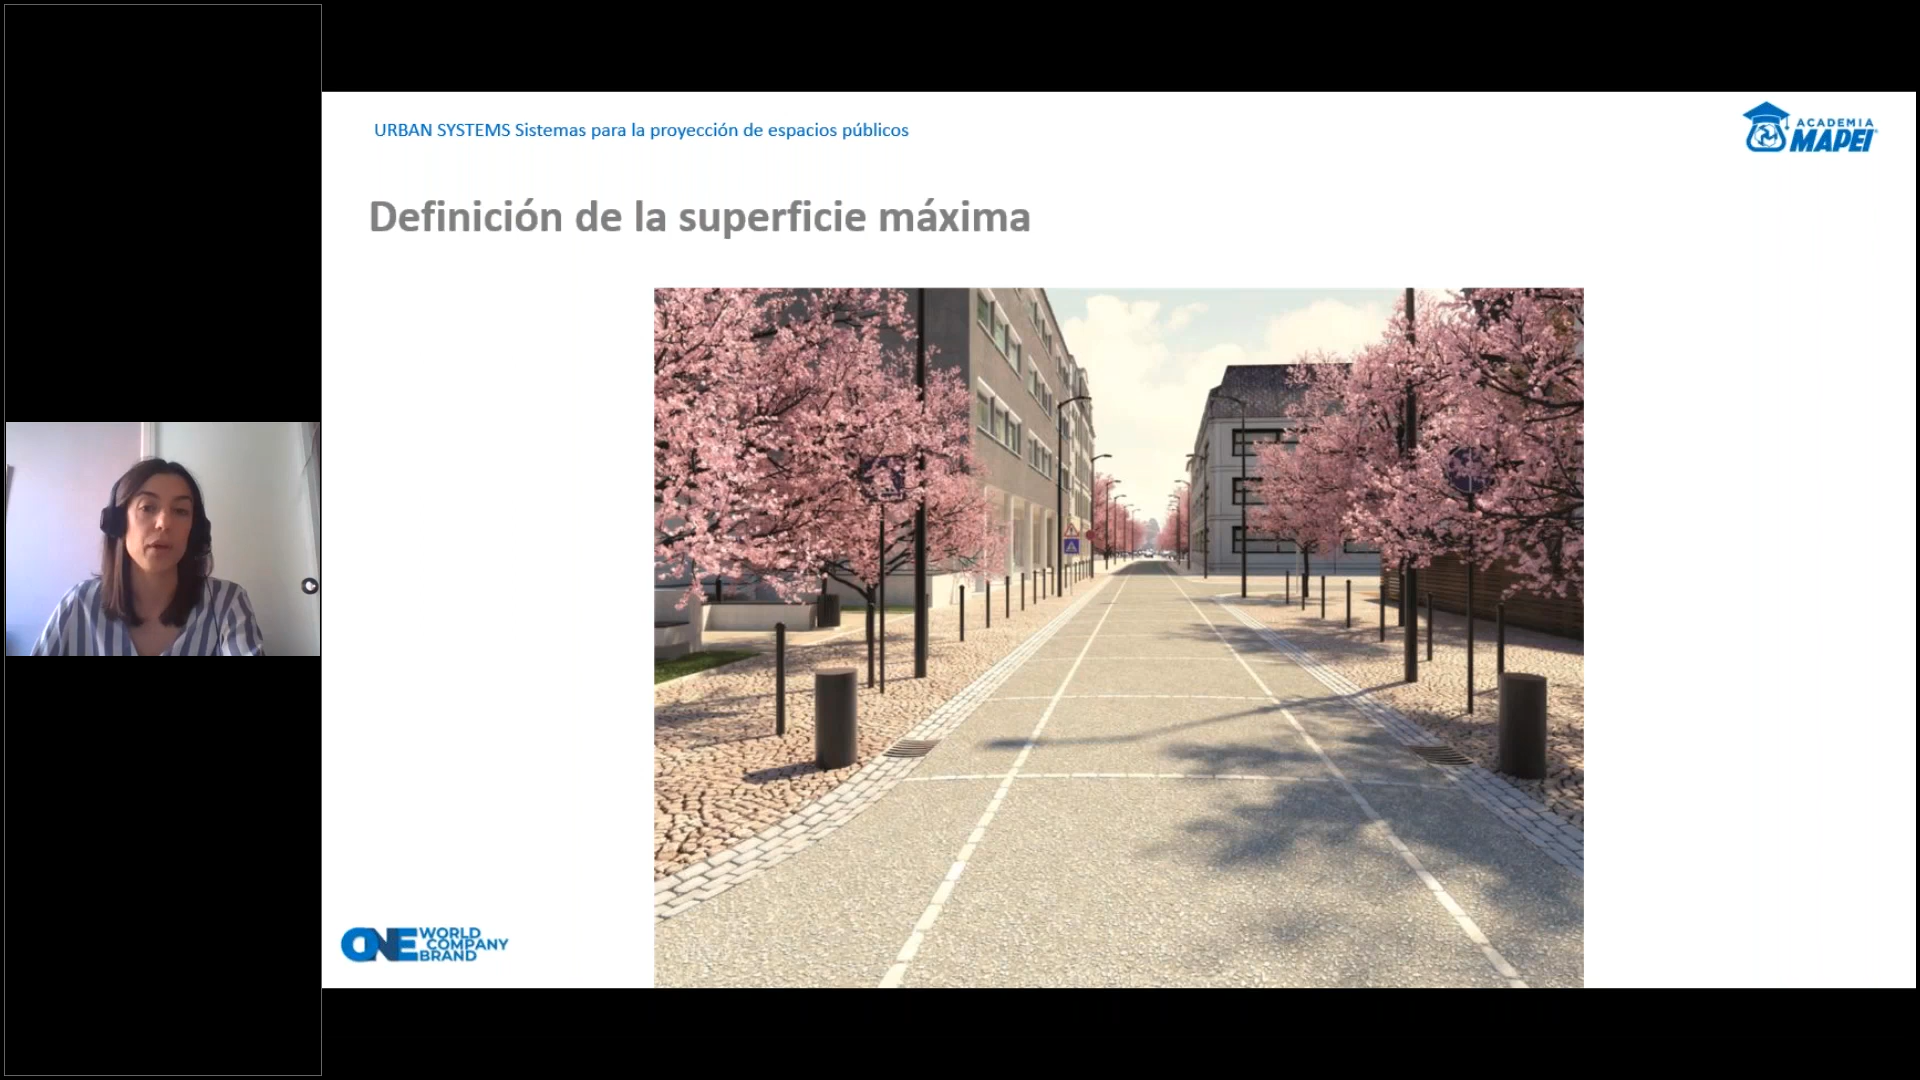 URBAN SYSTEMS Sistemas para la proyección de espacios públicos
ACADEMIA
MAPEI
Definición de la superficie máxima
ONE WORLD
COMPANY
BRAND